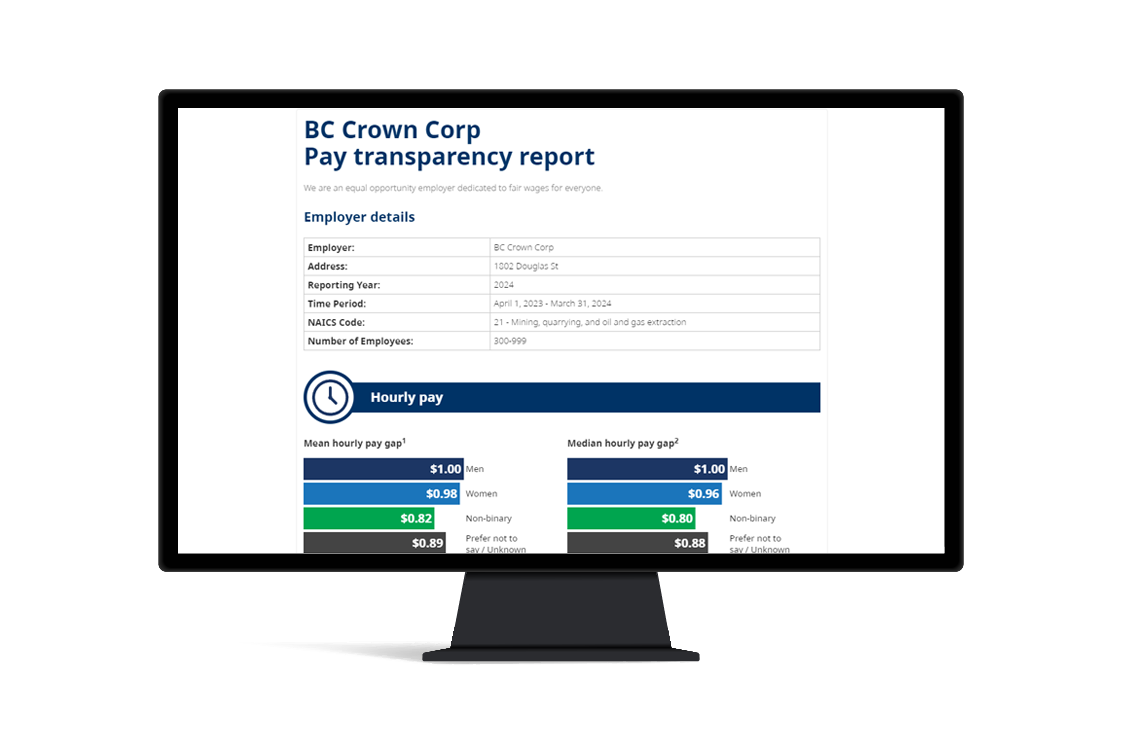 BC Crown Corp
Pay transparency report
We are an equal opportunity employer dedicated to fair wages for everyone.
Employer details
Employer: BC Crown Corp
Address: 1802 Douglas St
Reporting Year: 2024
Time Period: April 1, 2023 - March 31, 2024
NAICS Code: 21 - Mining, quarrying, and oil and gas extraction
Number of Employees: 300-999
Hourly pay
Mean hourly pay gap1
$1.00 Men
$0.98 Women
$0.82 Non-binary
$0.89 Prefer not to
say / Unknown
Median hourly pay gap2
$1.00 Men
$0.96 Women
$0.80 Non-binary
$0.88 Prefer not to
say / Unknown